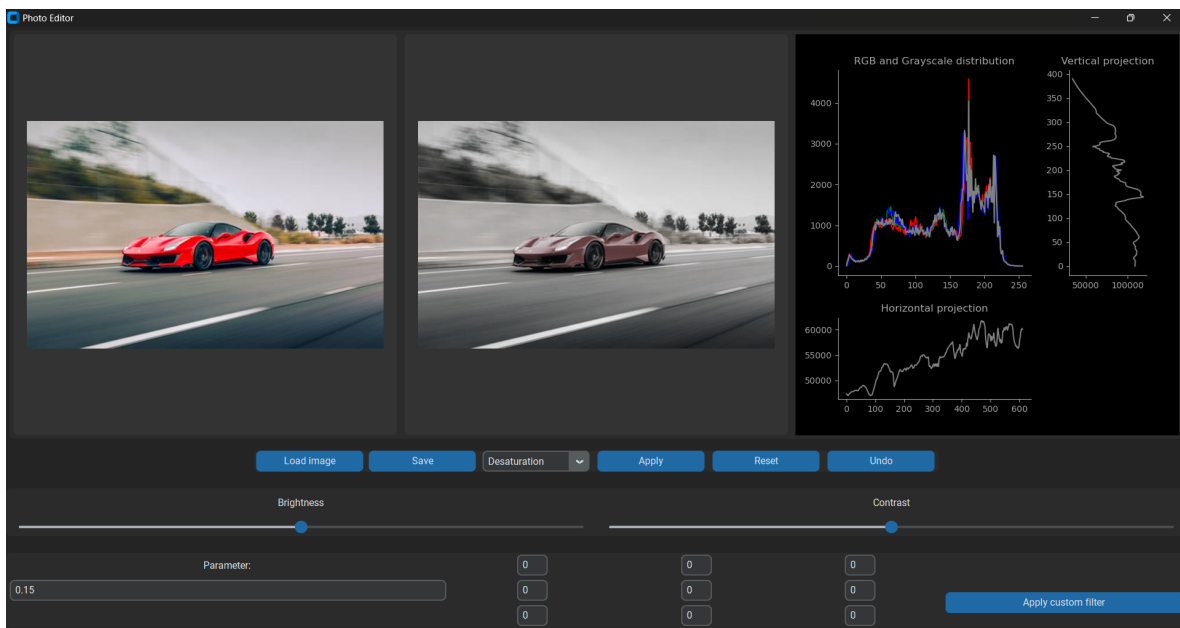 Photo Editor
RGB and Grayscale distribution
4000
3000
2000
1000
0
0 50 100 150 200 250
Vertical projection
400
350
300
250
200
150
100
50
0
50000 100000
Horizontal projection
60000
55000
50000
0 100 200 300 400 500 600
Load image Save Desaturation Apply Reset Undo
Brightness Contrast
Parameter:
0.15
0 0 0
0 0 0
0 0 0
Apply custom filter